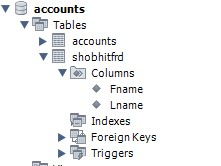 accounts
Tables
accounts
shobhitfrd
Columns
Fname
Lname
Indexes
Foreign Keys
Triggers